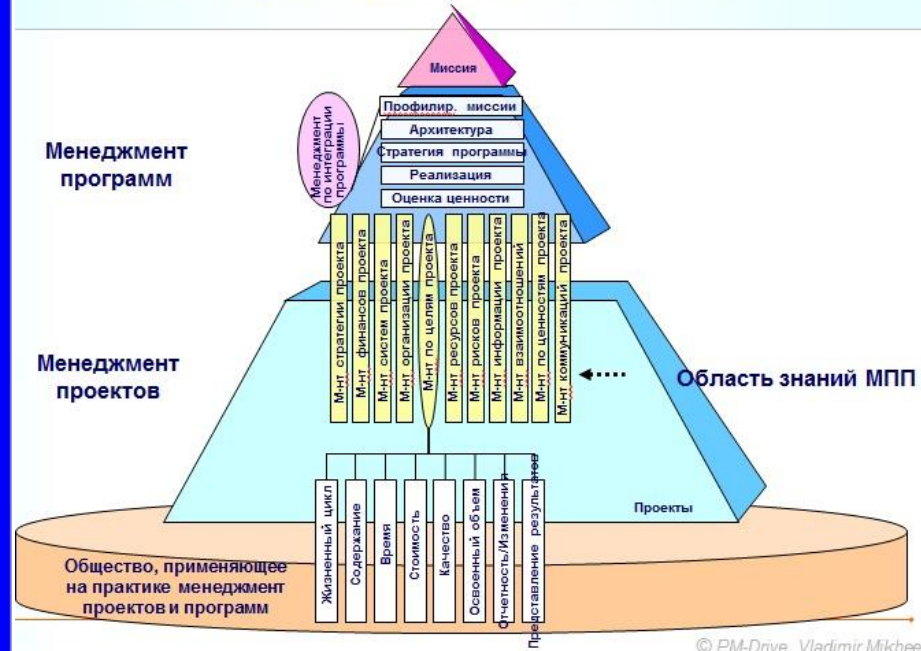 Миссия
Профилир. миссии
Архитектура
Стратегия программы
Реализация
Оценка ценности
Менеджмент
по интеграции
программы
Менеджмент
программ
М-нт стратегии проекта
М-нт финансов проекта
М-нт систем проекта
М-нт организации проекта
М-нт по целям проекта
М-нт ресурсов проекта
М-нт рисков проекта
М-нт информации проекта
М-нт взаимоотношений
М-нт по ценностям проекта
М-нт коммуникаций проекта
Менеджмент
проектов
Область знаний МПП
Проекты
Жизненный цикл
Содержание
Время
Стоимость
Качество
Освоенный объем
Отчетность/Изменения
Представление результатов
Общество, применяющее
на практике менеджмент
проектов и программ
© PM-Drive, Vladimir Mikhee